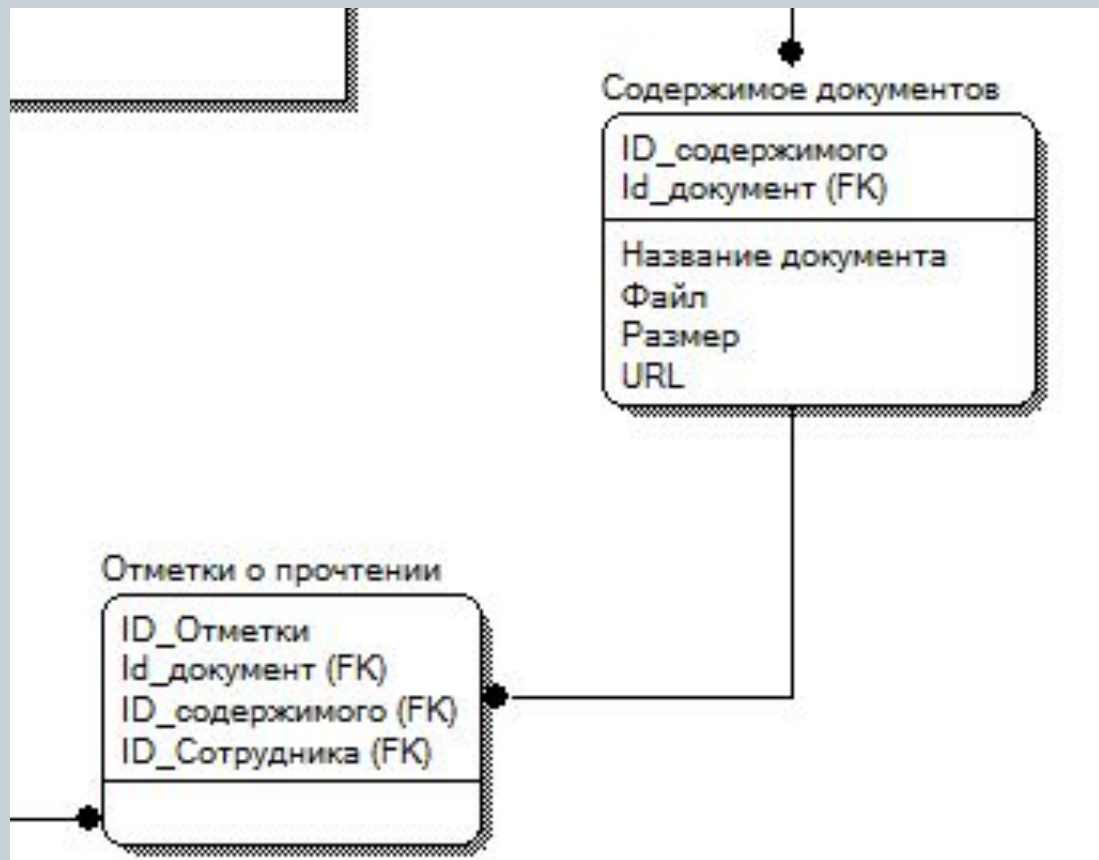 Содержимое документов
ID_содержимого
Id_документ (FK)
Название документа
Файл
Размер
URL
Отметки о прочтении
ID_Отметки
Id_документ (FK)
ID_содержимого (FK)
ID_Сотрудника (FK)